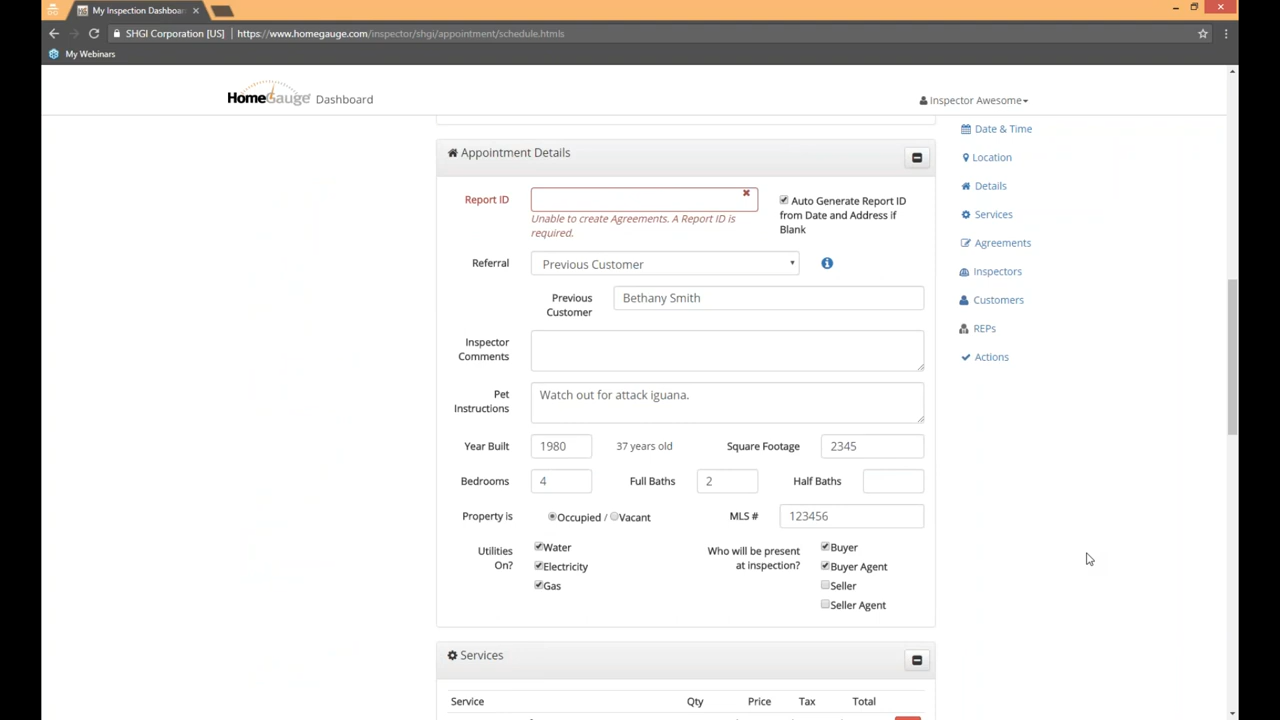 My Inspection Dashboa
SHGI Corporation [US] https://www.homegauge.com/inspector/shgi/appointment/schedule.htmls
My Webinars
HomeGauge Dashboard
Inspector Awesome
Appointment Details
Report ID
Unable to create Agreements. A Report ID is
required.
Auto Generate Report ID
from Date and Address if
Blank
Referral Previous Customer
Previous
Customer
Bethany Smith
Inspector
Comments
Pet
Instructions
Watch out for attack iguana.
Year Built 1980 37 years old Square Footage 2345
Bedrooms 4 Full Baths 2 Half Baths
Property is Occupied / Vacant MLS # 123456
Utilities
On?
Water
Electricity
Gas
Who will be present
at inspection?
Buyer
Buyer Agent
Seller
Seller Agent
Services
Service Qty Price Tax Total
Date & Time
Location
Details
Services
Agreements
Inspectors
Customers
REPs
Actions